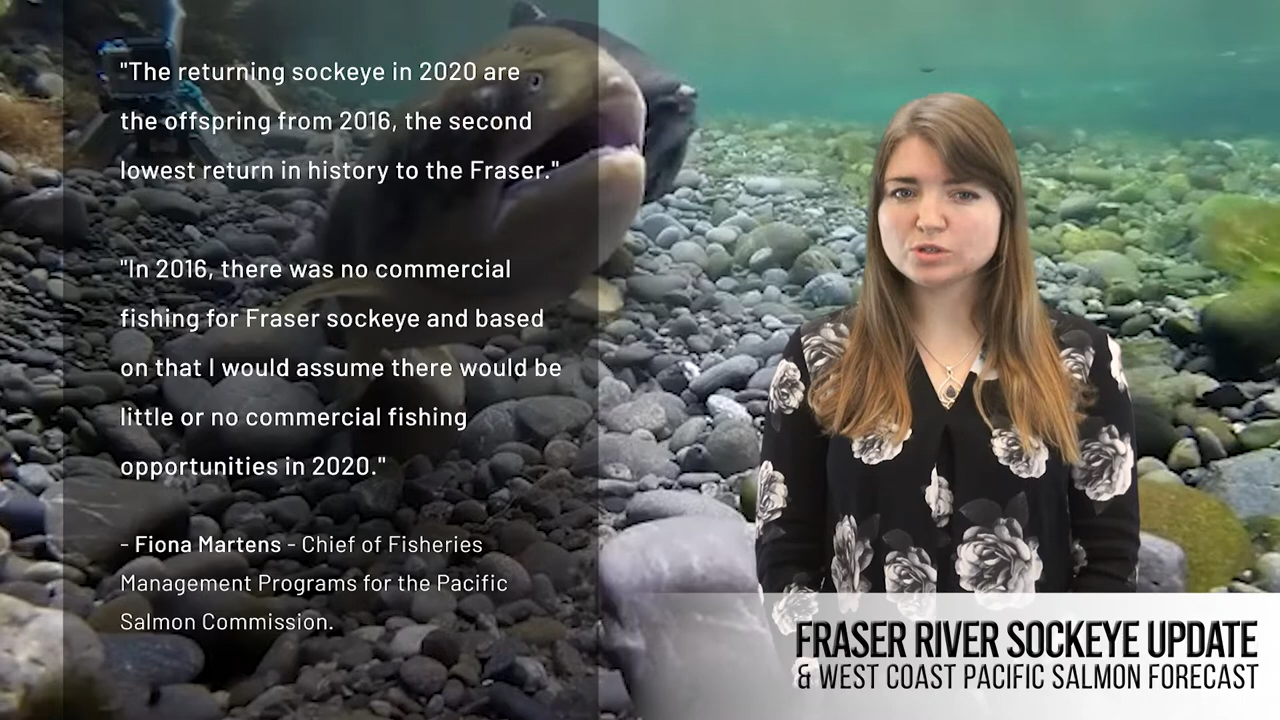 "The returning sockeye in 2020 are
the offspring from 2016, the second
lowest return in history to the Fraser."
"In 2016, there was no commercial
fishing for Fraser sockeye and based
on that I would assume there would be
little or no commercial fishing
opportunities in 2020."
- Fiona Martens - Chief of Fisheries
Management Programs for the Pacific
Salmon Commission.
FRASER RIVER SOCKEYE UPDATE
& WEST COAST PACIFIC SALMON FORECAST